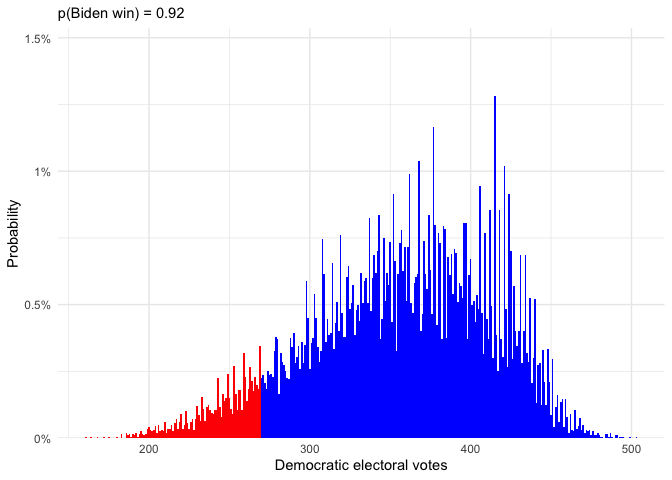 p(Biden win) = 0.92
1.5%
1%
0.5%
0%
Probability
200
300
400
500
Democratic electoral votes